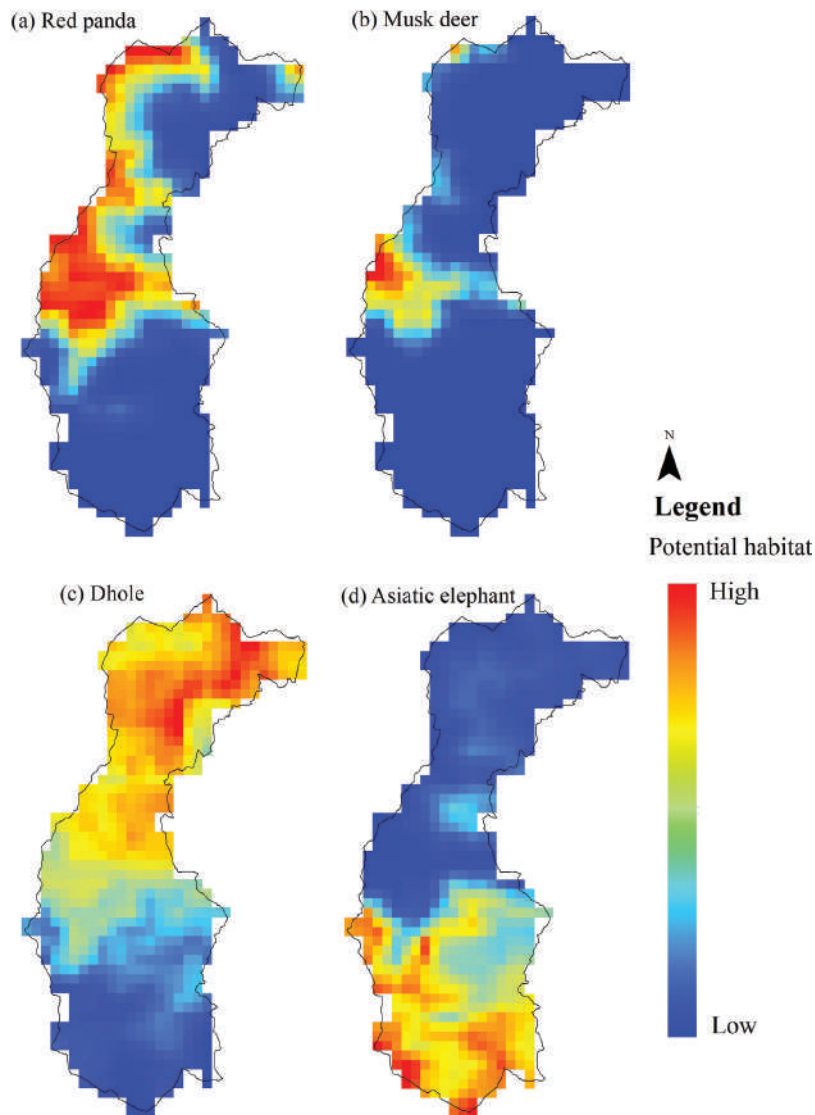 (a) Red panda
(b) Musk deer
N
Legend
Potential habitat
(c) Dhole
(d) Asiatic elephant
High
Low